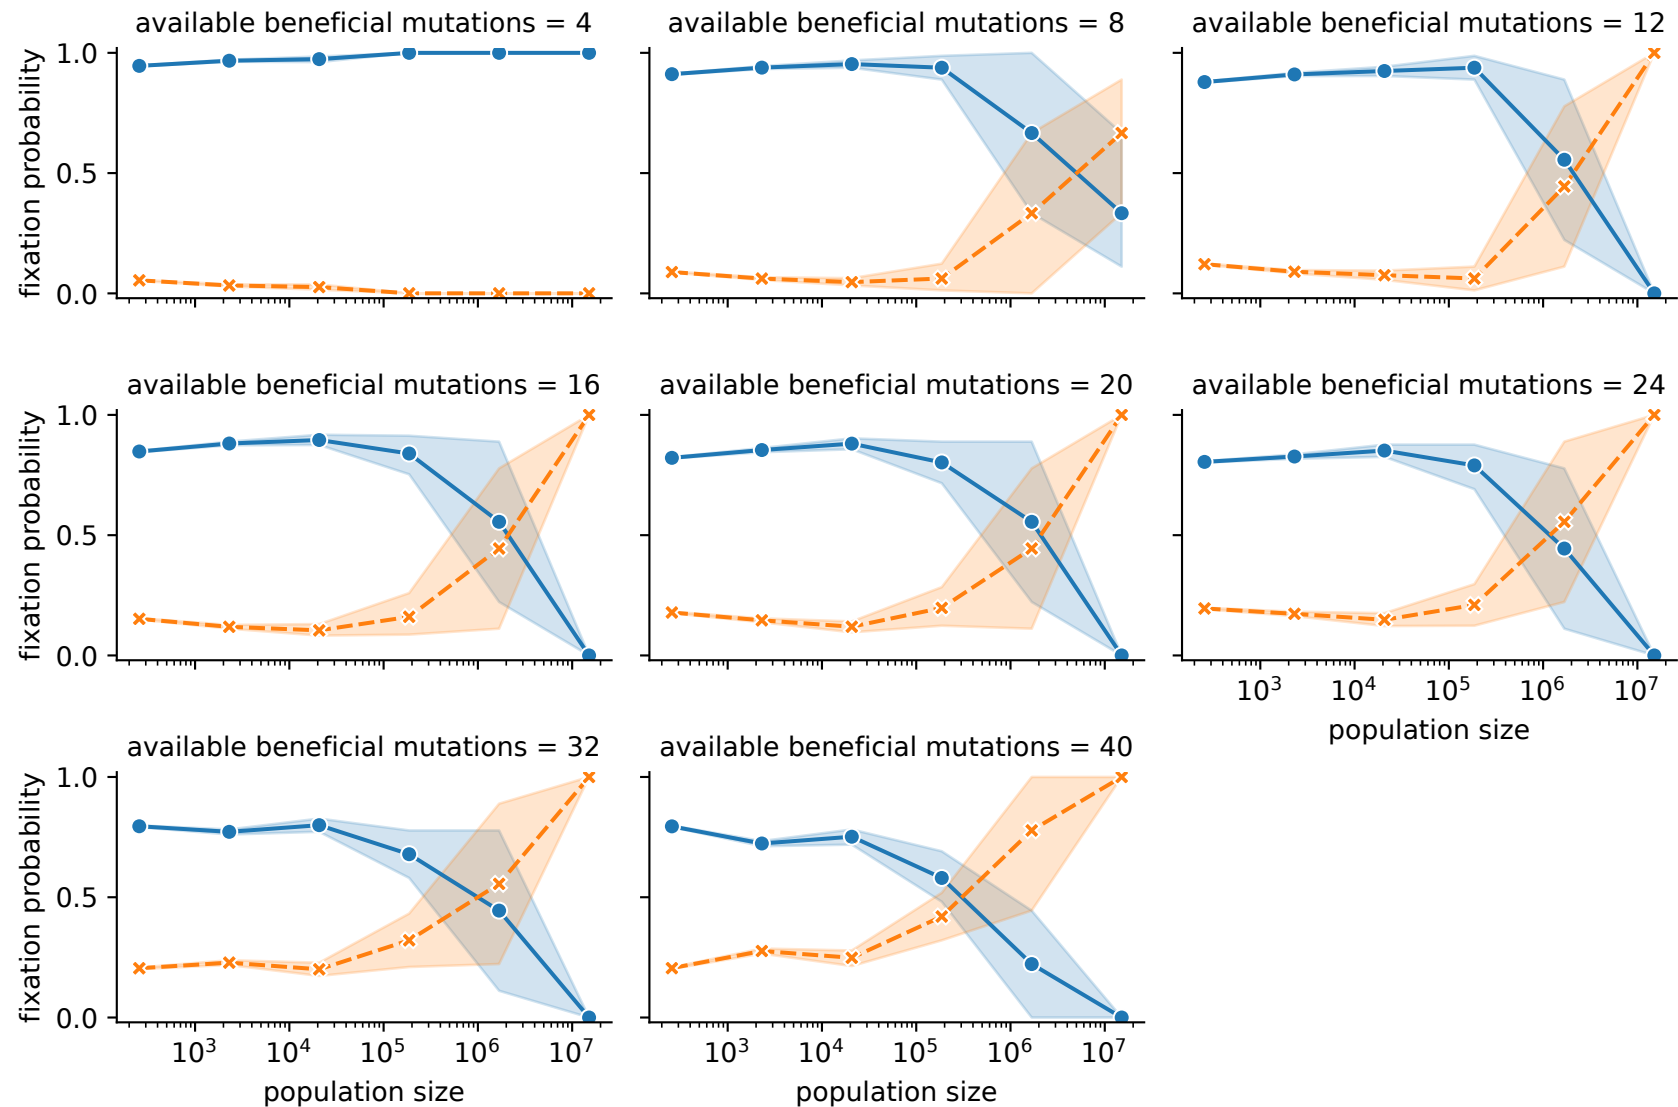 available beneficial mutations = 4
available beneficial mutations = 8
available beneficial mutations = 12
fixation probability
1.0
0.5
0.0
available beneficial mutations = 16
available beneficial mutations = 20
available beneficial mutations = 24
fixation probability
1.0
0.5
0.0
10³ 10⁴ 10⁵ 10⁶ 10⁷
population size
available beneficial mutations = 32
available beneficial mutations = 40
fixation probability
1.0
0.5
0.0
10³ 10⁴ 10⁵ 10⁶ 10⁷
10³ 10⁴ 10⁵ 10⁶ 10⁷
population size
population size